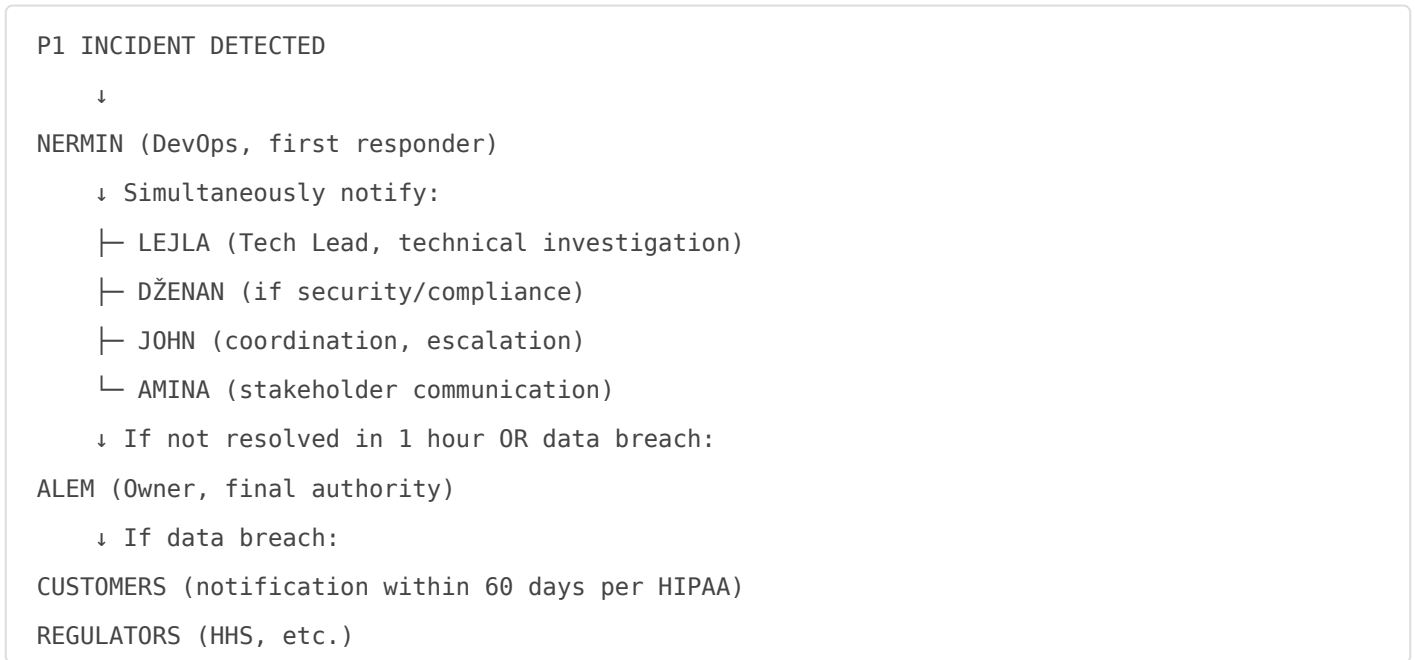 P1 INCIDENT DETECTED
↓
NERMIN (DevOps, first responder)
↓ Simultaneously notify:
├─ LEJLA (Tech Lead, technical investigation)
├─ DŽENAN (if security/compliance)
├─ JOHN (coordination, escalation)
└─ AMINA (stakeholder communication)
↓ If not resolved in 1 hour OR data breach:
ALEM (Owner, final authority)
↓ If data breach:
CUSTOMERS (notification within 60 days per HIPAA)
REGULATORS (HHS, etc.)